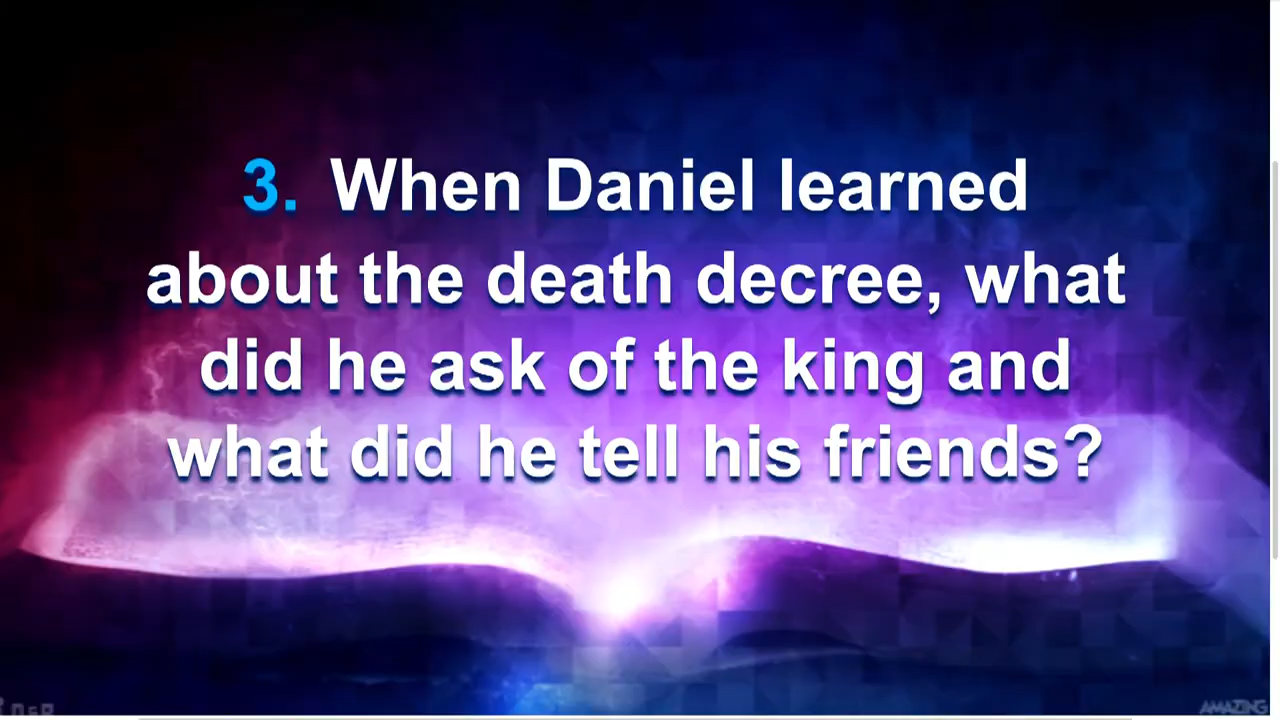 3. When Daniel learned
about the death decree, what
did he ask of the king and
what did he tell his friends?
AMAZING